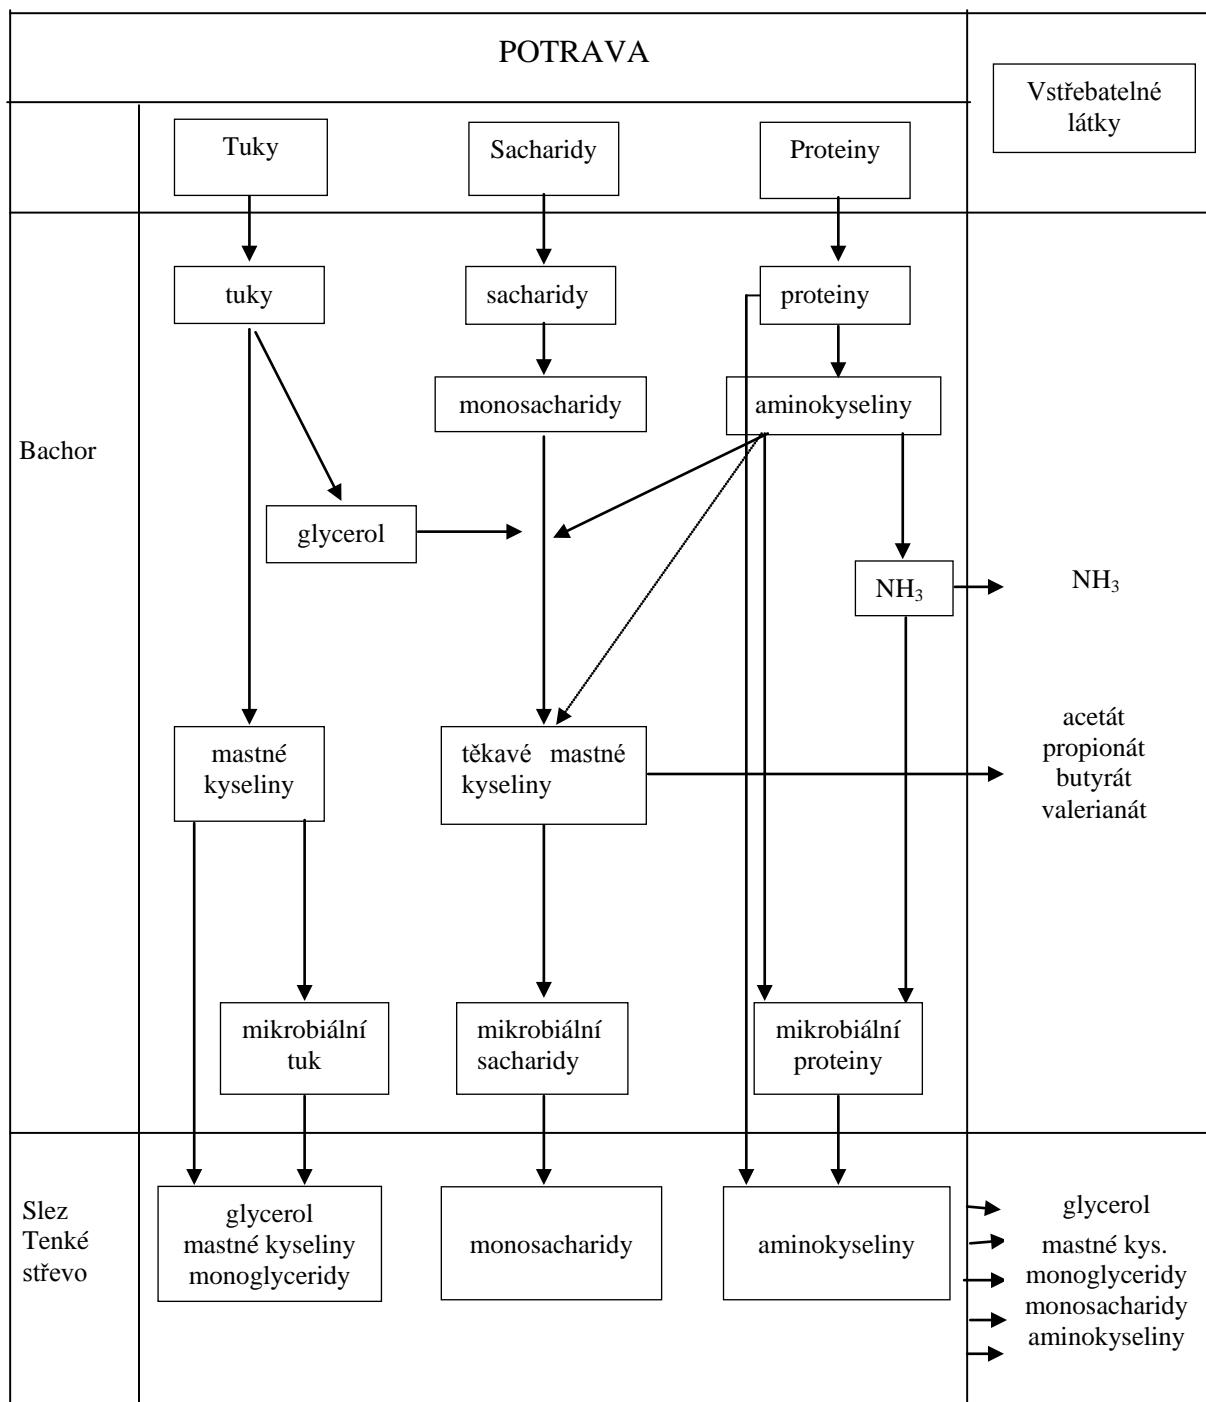 POTRAVA
Vstřebatelné
látky
Tuky
Sacharidy
Proteiny
Bachor
tuky
sacharidy
proteiny
monosacharidy
aminokyseliny
glycerol
NH₃
NH₃
mastné
kyseliny
těkavé mastné
kyseliny
acetát
propionát
butyrát
valerianát
mikrobiální
tuk
mikrobiální
sacharidy
mikrobiální
proteiny
Slez
Tenké
střevo
glycerol
mastné kyseliny
monoglyceridy
monosacharidy
aminokyseliny
glycerol
mastné kys.
monoglyceridy
monosacharidy
aminokyseliny